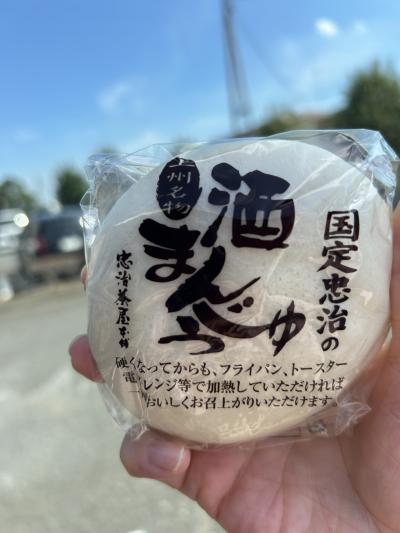 国定忠治の
上州名物
酒まんぢゅう
忠治茶屋本舗
硬くなってからも、フライパン、トースター
電子レンジ等で加熱していただければ
おいしくお召上がりいただけます